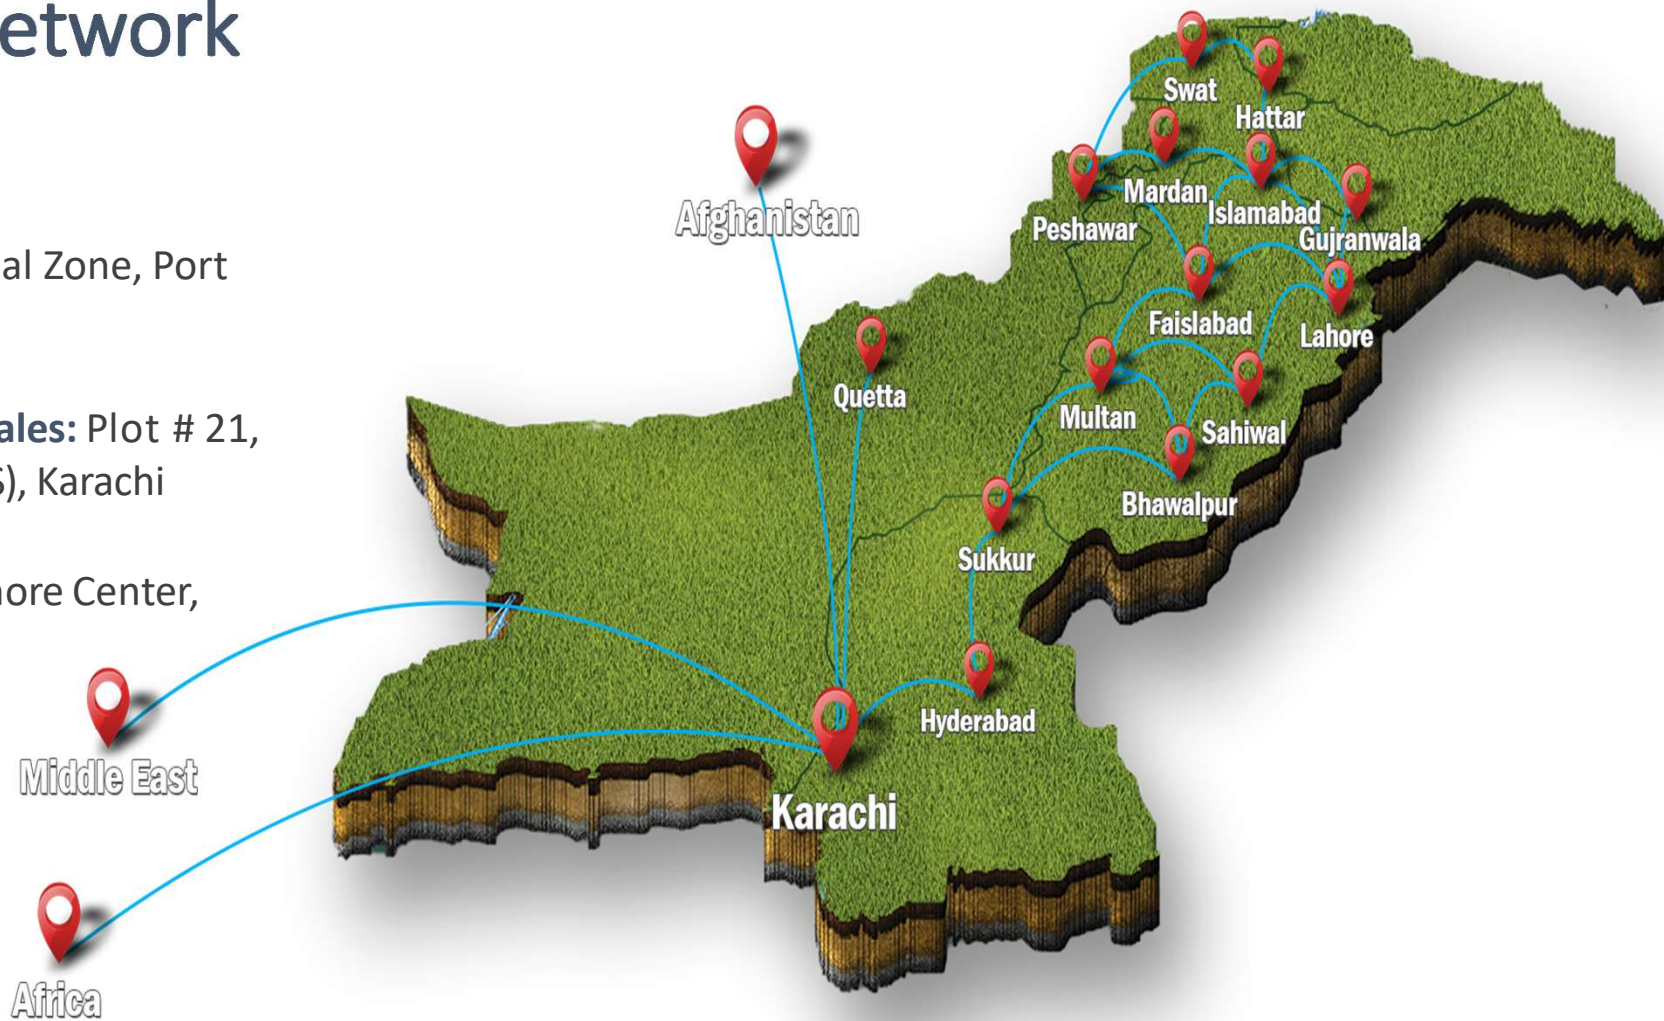 etwork
al Zone, Port
ales: Plot # 21,
S), Karachi
ore Center,
Swat
Hattar
Afghanistan
Mardan
Islamabad
Peshawar
Gujranwala
Faislabad
Lahore
Quetta
Multan
Sahiwal
Bhawalpur
Sukkur
Hyderabad
Middle East
Karachi
Africa